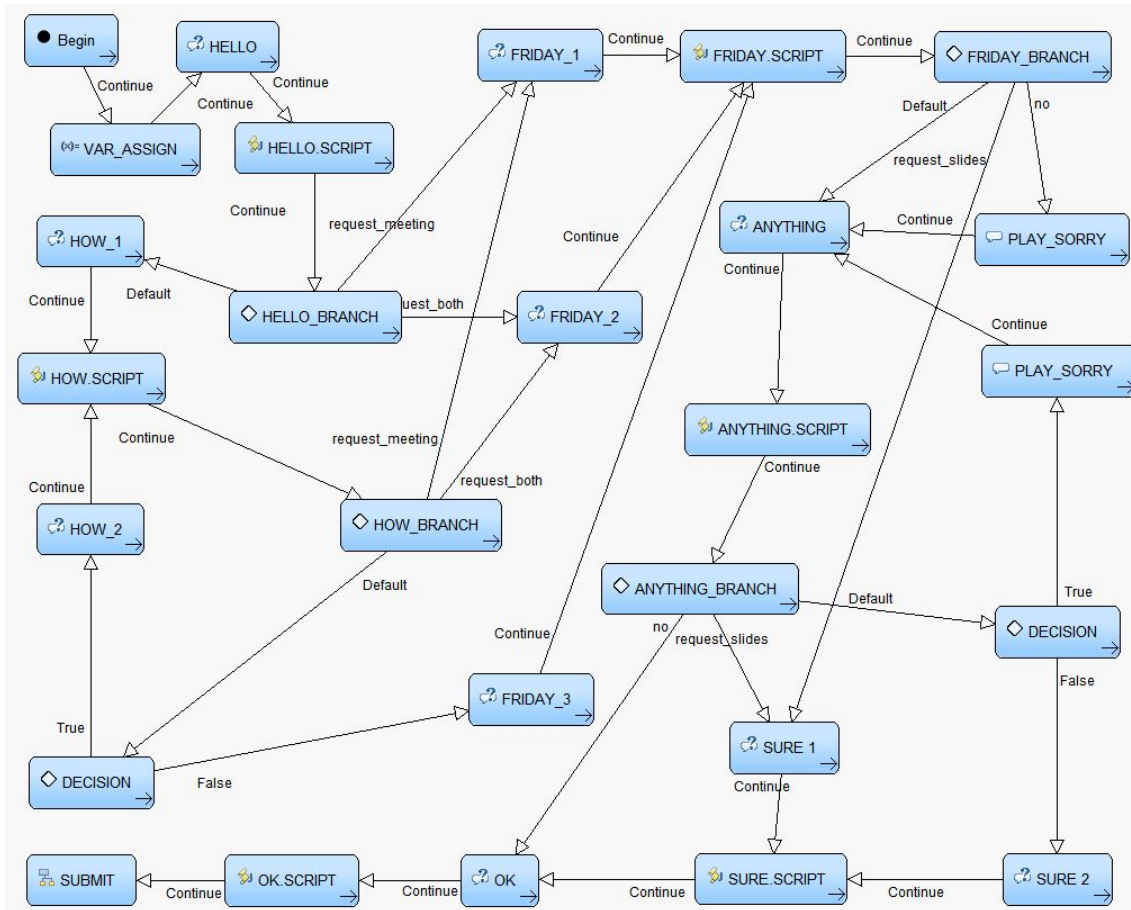 Begin
HELLO
FRIDAY_1
Continue
FRIDAY.SCRIPT
Continue
FRIDAY_BRANCH
Continue
Continue
Continue
Default
no
(x)= VAR_ASSIGN
HELLO.SCRIPT
request_slides
Continue
request_meeting
Continue
HOW_1
ANYTHING
Continue
PLAY_SORRY
Continue
Continue
Default
HELLO_BRANCH
uest_both
FRIDAY_2
Continue
PLAY_SORRY
HOW.SCRIPT
Continue
ANYTHING.SCRIPT
request_meeting
Continue
Continue
request_both
HOW_2
HOW_BRANCH
Default
ANYTHING_BRANCH
Default
True
no
request_slides
DECISION
Continue
False
FRIDAY_3
True
SURE 1
DECISION
False
Continue
SUBMIT
Continue
OK.SCRIPT
Continue
OK
Continue
SURE.SCRIPT
Continue
SURE 2